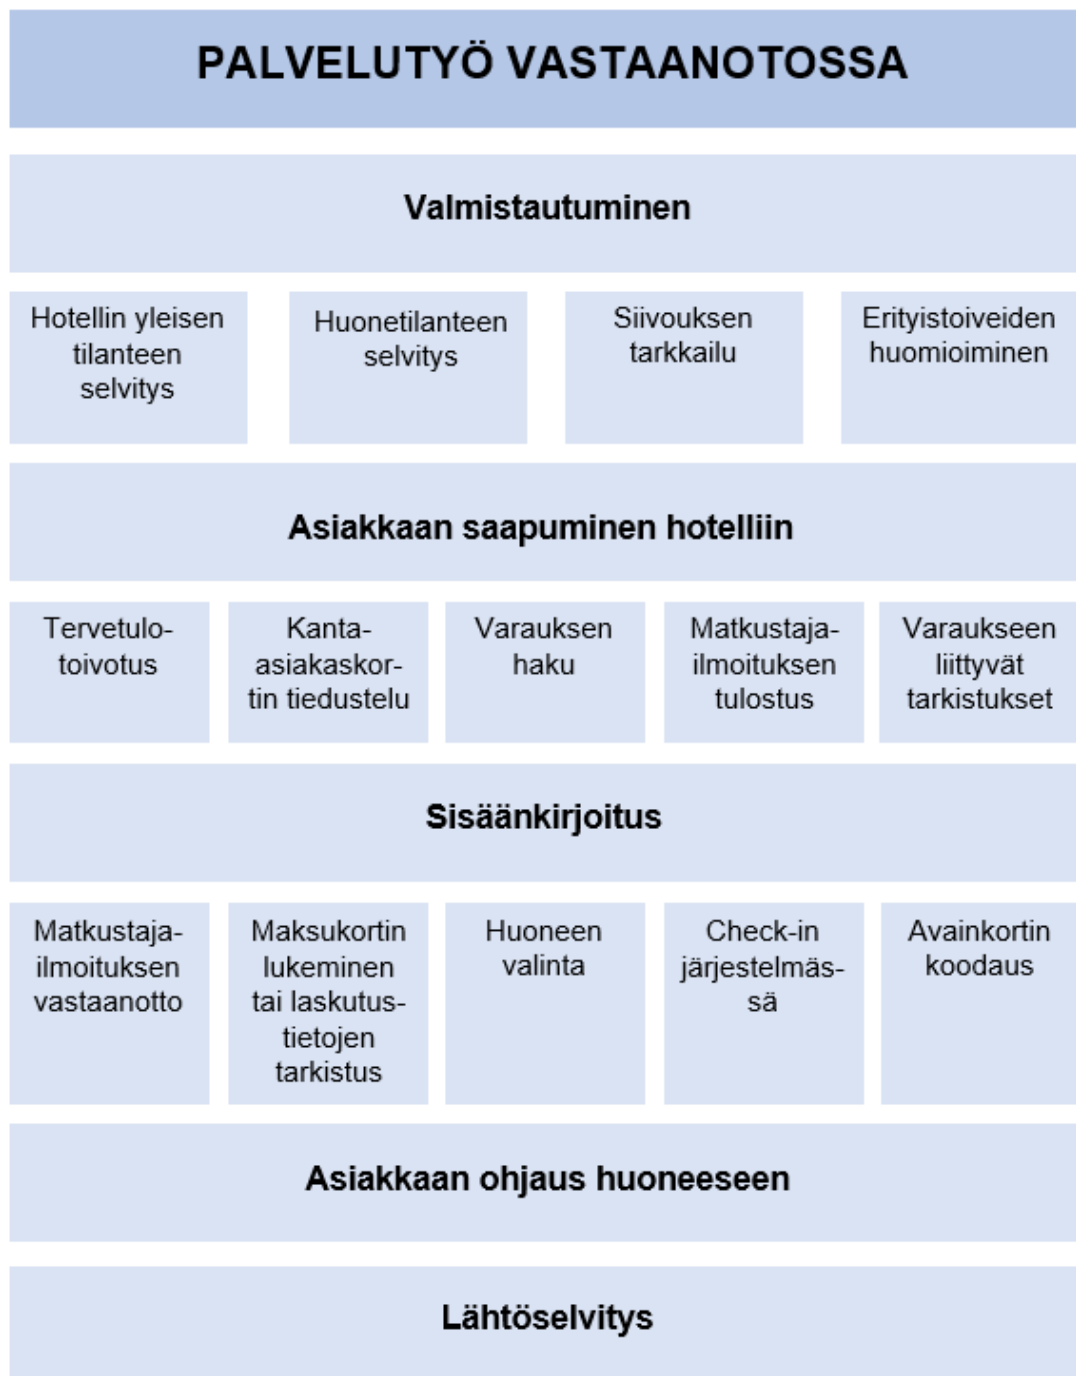 PALVELUTYÖ VASTAANOTOSSA
Valmistautuminen
Hotellin yleisen
tilanteen
selvitys
Huonetilanteen
selvitys
Siivouksen
tarkkailu
Erityistoiveiden
huomioiminen
Asiakkaan saapuminen hotelliin
Tervetulo-
toivotus
Kanta-
asiakaskor-
tin tiedustelu
Varauksen
haku
Matkustaja-
ilmoituksen
tulostus
Varaukseen
liittyvät
tarkistukset
Sisäänkirjoitus
Matkustaja-
ilmoituksen
vastaanotto
Maksukortin
lukeminen
tai laskutus-
tietojen
tarkistus
Huoneen
valinta
Check-in
järjestelmäs-
sä
Avainkortin
koodaus
Asiakkaan ohjaus huoneeseen
Lähtöselvitys